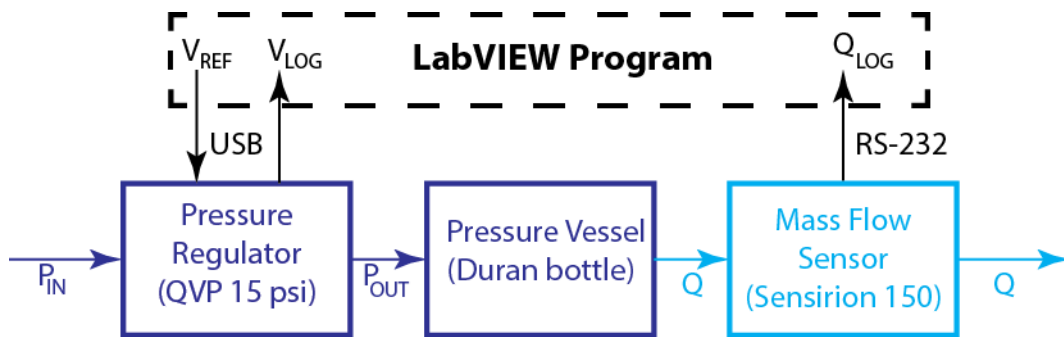 V_REF
V_LOG
LabVIEW Program
Q_LOG
USB
RS-232
Pressure
Regulator
(QVP 15 psi)
Pressure Vessel
(Duran bottle)
Mass Flow
Sensor
(Sensirion 150)
P_IN
P_OUT
Q
Q